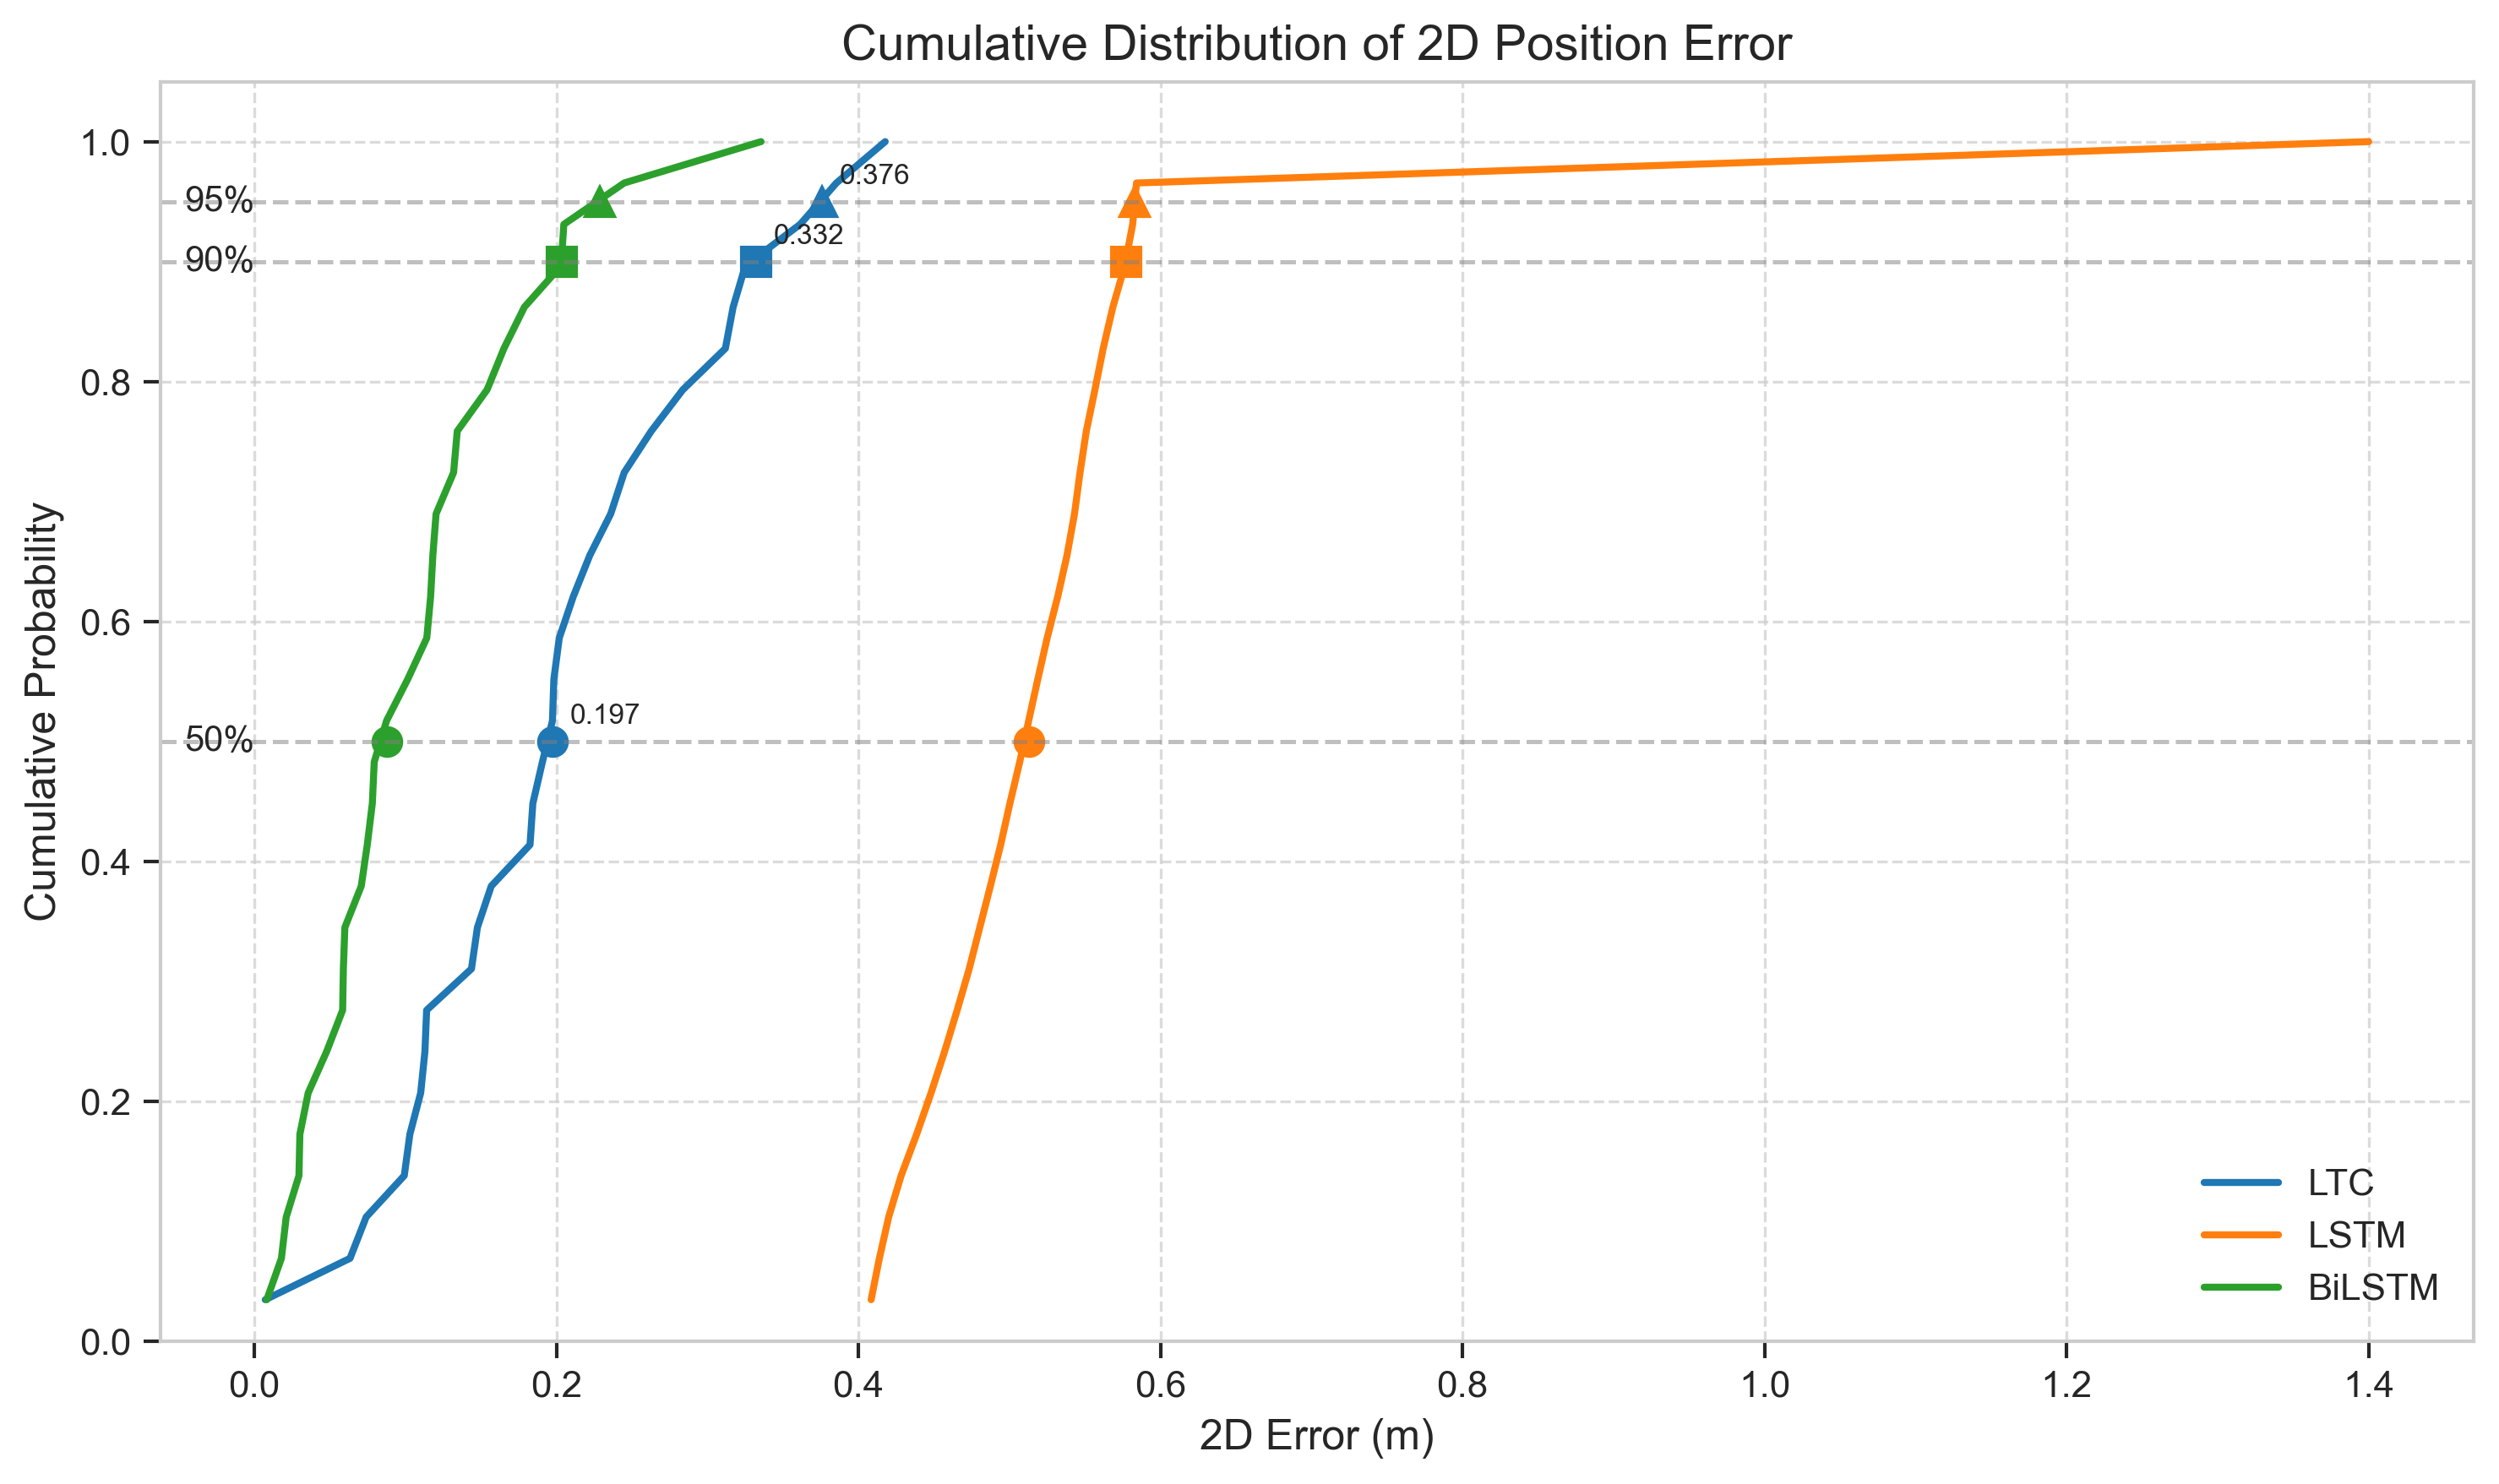 Cumulative Distribution of 2D Position Error
Cumulative Probability
1.0
0.8
0.6
0.4
0.2
0.0
95%
90%
50%
0.376
0.332
0.197
0.0 0.2 0.4 0.6 0.8 1.0 1.2 1.4
2D Error (m)
LTC
LSTM
BiLSTM